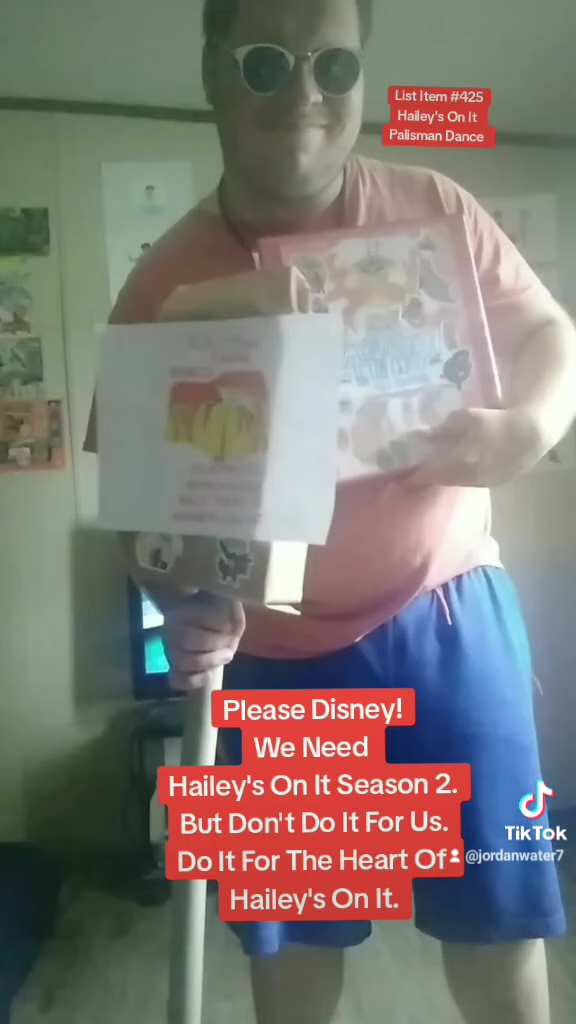 List Item #425
Hailey's On It
Palisman Dance
Please Disney!
We Need
Hailey's On It Season 2.
But Don't Do It For Us.
Do It For The Heart Of
Hailey's On It.
TikTok
@jordanwater7